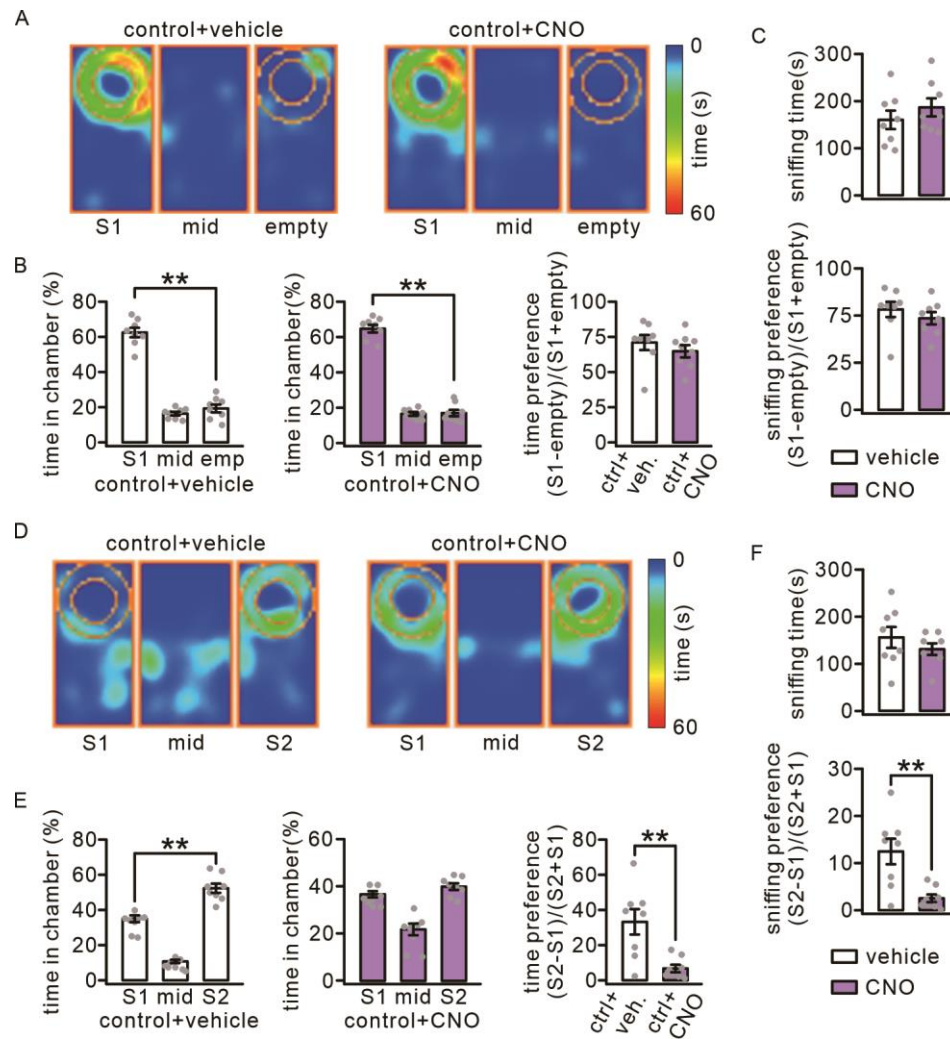 A
control+vehicle
control+CNO
0
time (s)
60
S1 mid empty
S1 mid empty
B
time in chamber (%)
80
60
40
20
0
**
S1 mid emp
control+vehicle
time in chamber(%)
80
60
40
20
0
**
S1 mid emp
control+CNO
time preference
(S1-empty)/(S1+empty)
100
75
50
25
0
ctrl+
veh.
ctrl+
CNO
C
sniffing time(s)
300
200
100
0
sniffing preference
(S1-empty)/(S1+empty)
100
75
25
0
vehicle
CNO
D
control+vehicle
control+CNO
0
time (s)
60
S1 mid S2
S1 mid S2
E
time in chamber (%)
80
60
40
20
0
**
S1 mid S2
control+vehicle
time in chamber(%)
60
40
20
0
S1 mid S2
control+CNO
time preference
(S2-S1)/(S2+S1)
80
60
40
20
0
**
ctrl+
veh.
ctrl+
CNO
F
sniffing time(s)
300
200
100
0
sniffing preference
(S2-S1)/(S2+S1)
30
20
10
0
**
vehicle
CNO